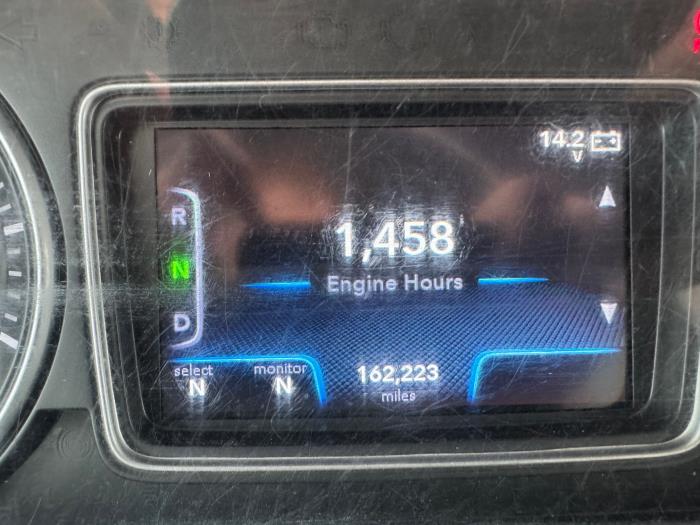 14.2
V
R
1,458
N
Engine Hours
D
select
N
monitor
N
162,223
miles